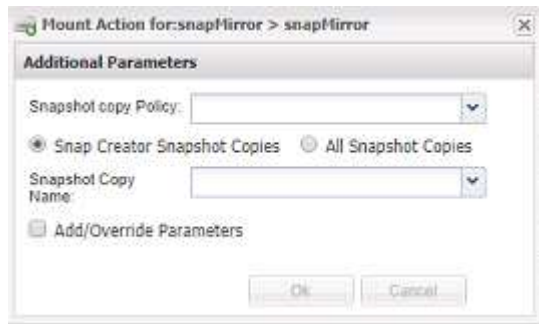 Mount Action for:snapMirror > snapMirror
Additional Parameters
Snapshot copy Policy:
Snap Creator Snapshot Copies All Snapshot Copies
Snapshot Copy
Name:
Add/Override Parameters
Ok Cancel